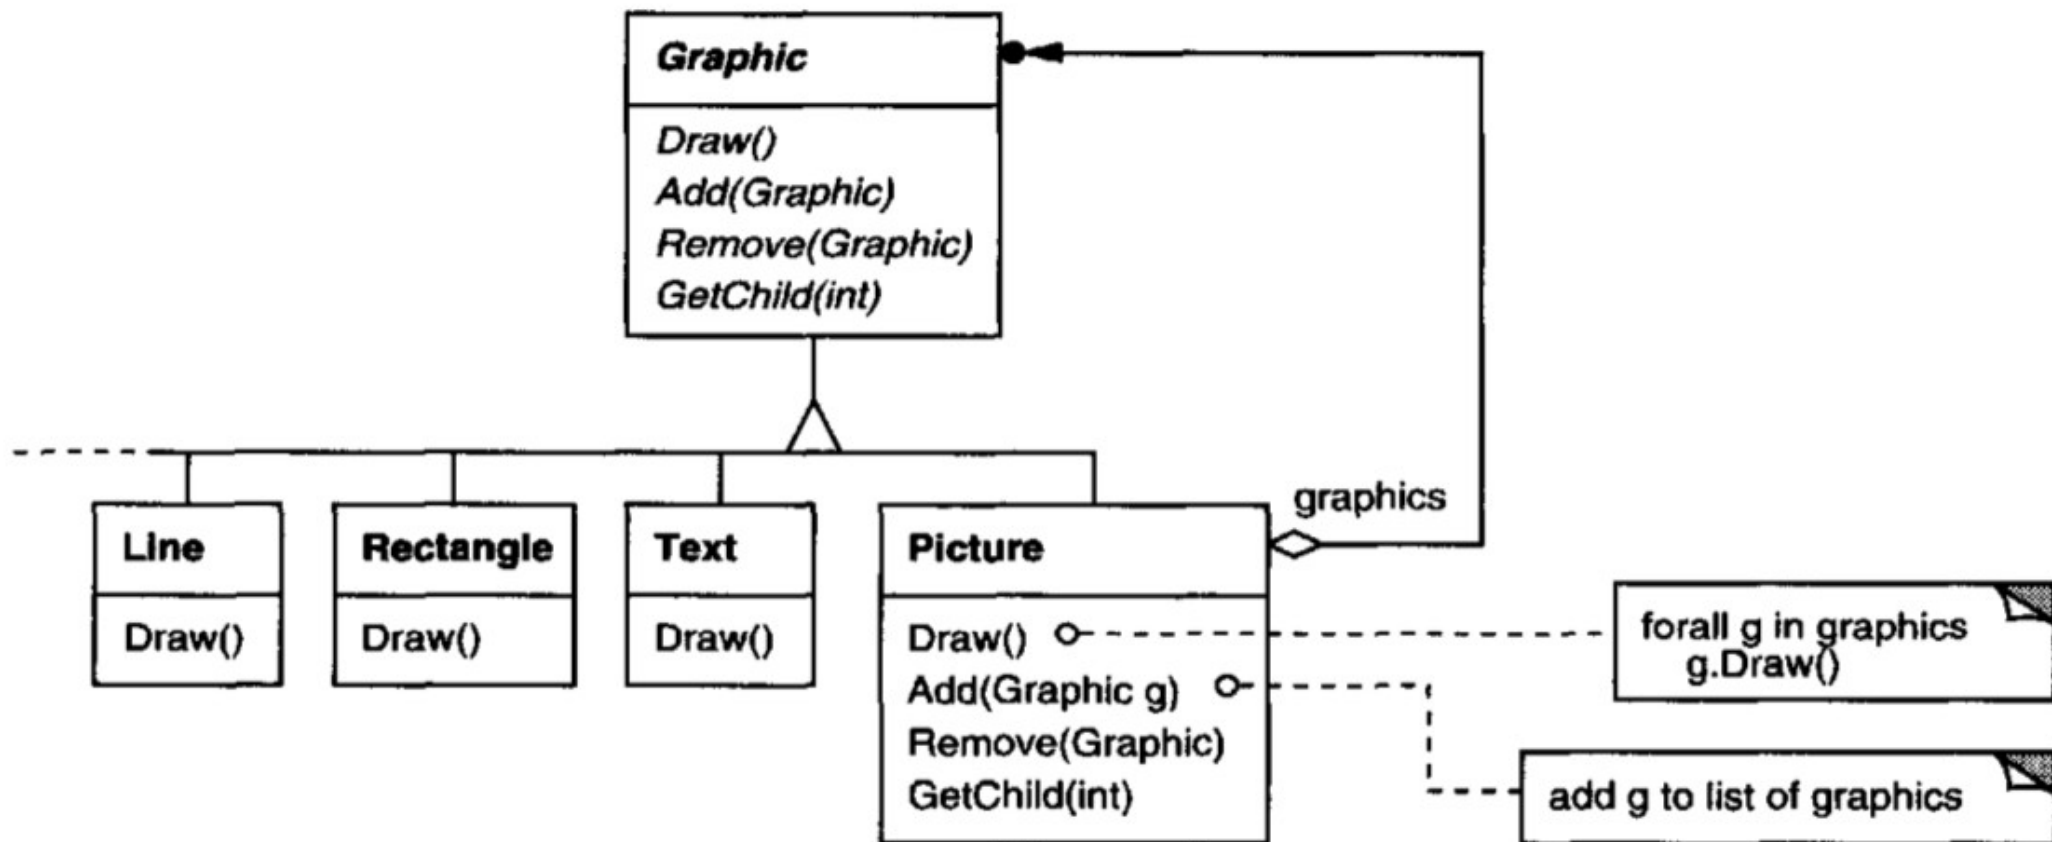 Graphic
Draw()
Add(Graphic)
Remove(Graphic)
GetChild(int)
Line
Draw()
Rectangle
Draw()
Text
Draw()
Picture
Draw()
Add(Graphic g)
Remove(Graphic)
GetChild(int)
graphics
forall g in graphics
g.Draw()
add g to list of graphics